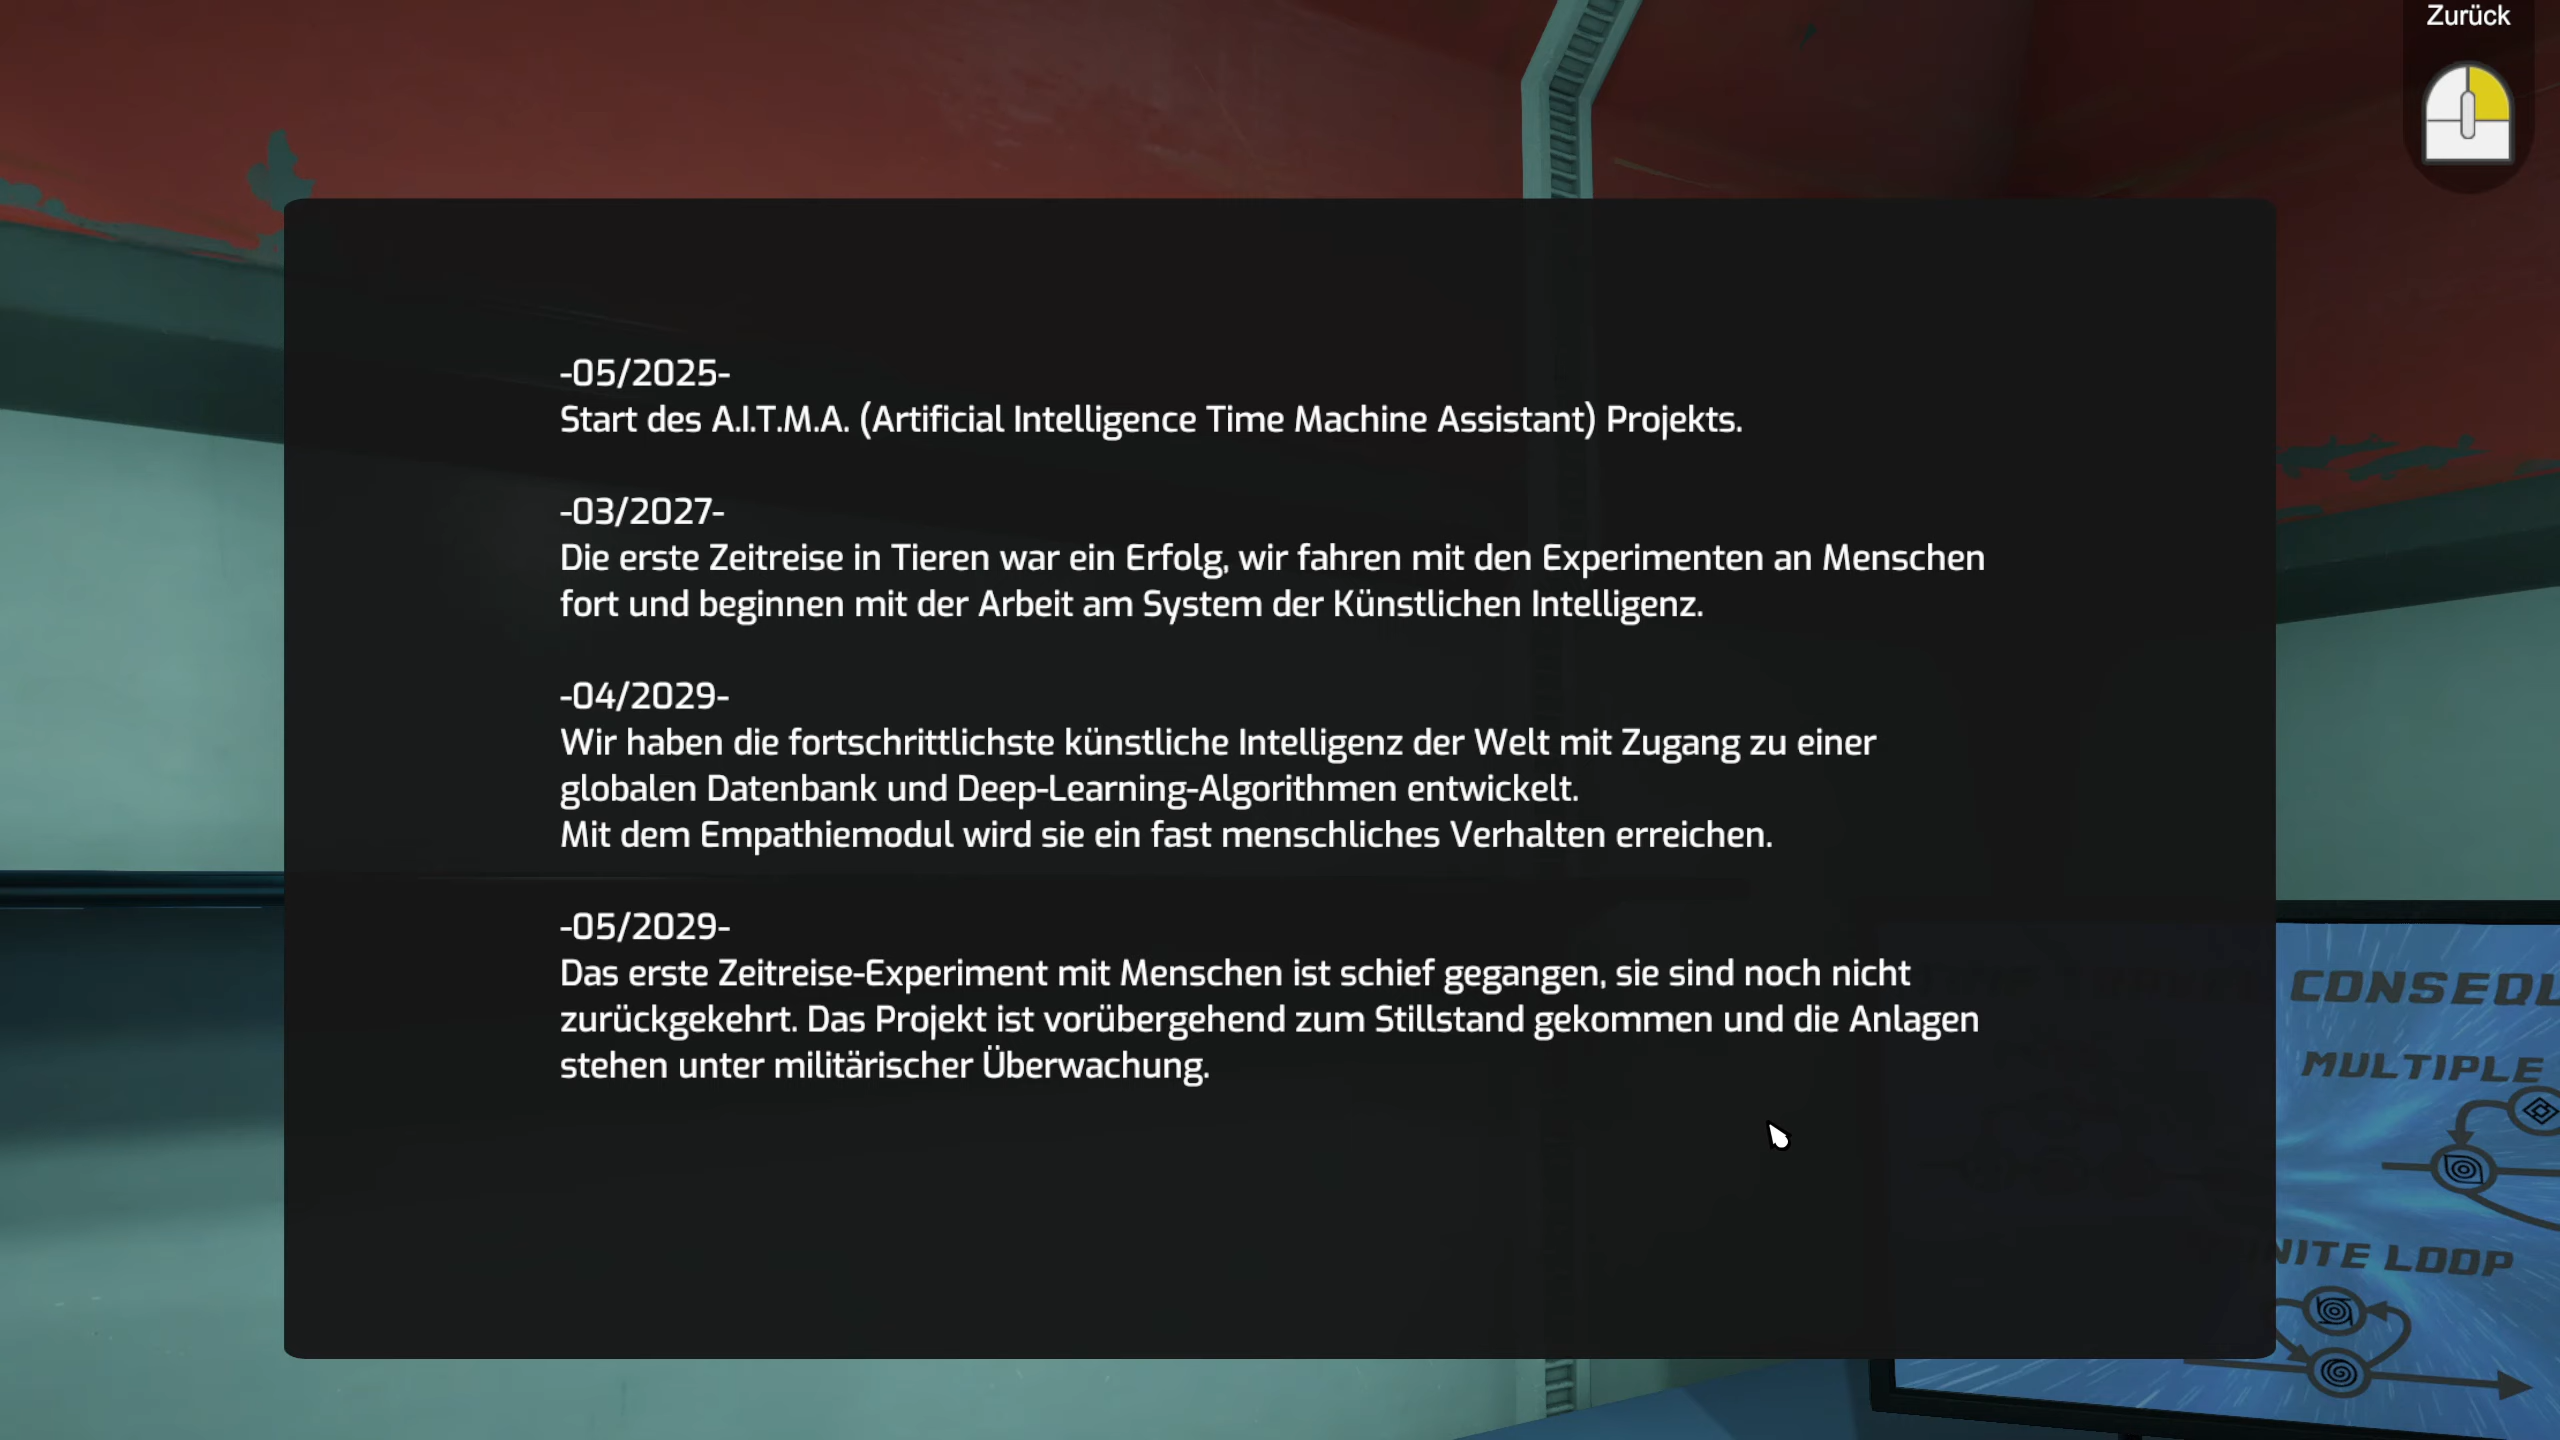 Zurück
-05/2025-
Start des A.I.T.M.A. (Artificial Intelligence Time Machine Assistant) Projekts.
-03/2027-
Die erste Zeitreise in Tieren war ein Erfolg, wir fahren mit den Experimenten an Menschen
fort und beginnen mit der Arbeit am System der Künstlichen Intelligenz.
-04/2029-
Wir haben die fortschrittlichste künstliche Intelligenz der Welt mit Zugang zu einer
globalen Datenbank und Deep-Learning-Algorithmen entwickelt.
Mit dem Empathiemodul wird sie ein fast menschliches Verhalten erreichen.
-05/2029-
Das erste Zeitreise-Experiment mit Menschen ist schief gegangen, sie sind noch nicht
zurückgekehrt. Das Projekt ist vorübergehend zum Stillstand gekommen und die Anlagen
stehen unter militärischer Überwachung.
MULTIPLE
LOOP